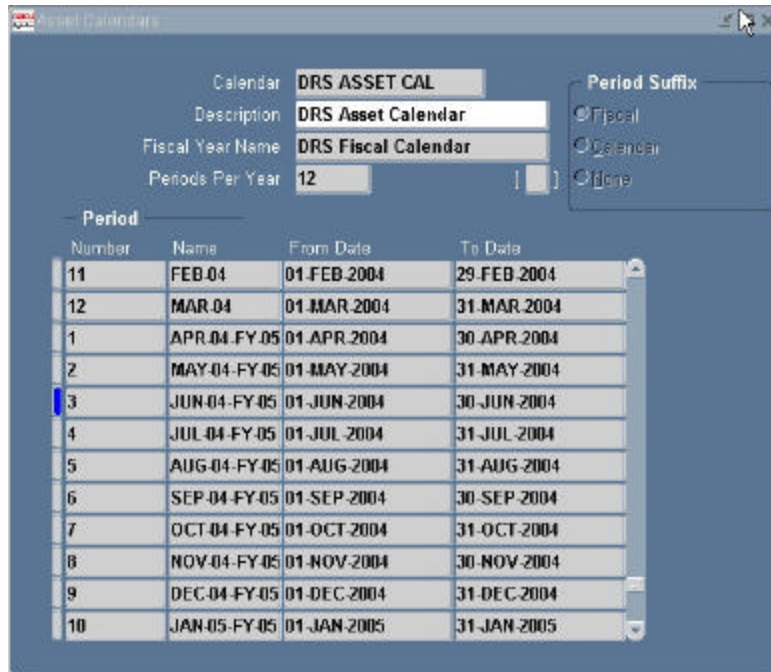 Asset Calendars
Calendar DRS ASSET CAL
Description DRS Asset Calendar
Fiscal Year Name DRS Fiscal Calendar
Periods Per Year 12 [ ]
Period Suffix
Fiscal
Calendar
None
Period
Number Name From Date To Date
11 FEB-04 01-FEB-2004 29-FEB-2004
12 MAR-04 01-MAR-2004 31-MAR-2004
1 APR-04-FY-05 01-APR-2004 30-APR-2004
2 MAY-04-FY-05 01-MAY-2004 31-MAY-2004
3 JUN-04-FY-05 01-JUN-2004 30-JUN-2004
4 JUL-04-FY-05 01-JUL-2004 31-JUL-2004
5 AUG-04-FY-05 01-AUG-2004 31-AUG-2004
6 SEP-04-FY-05 01-SEP-2004 30-SEP-2004
7 OCT-04-FY-05 01-OCT-2004 31-OCT-2004
8 NOV-04-FY-05 01-NOV-2004 30-NOV-2004
9 DEC-04-FY-05 01-DEC-2004 31-DEC-2004
10 JAN-05-FY-05 01-JAN-2005 31-JAN-2005